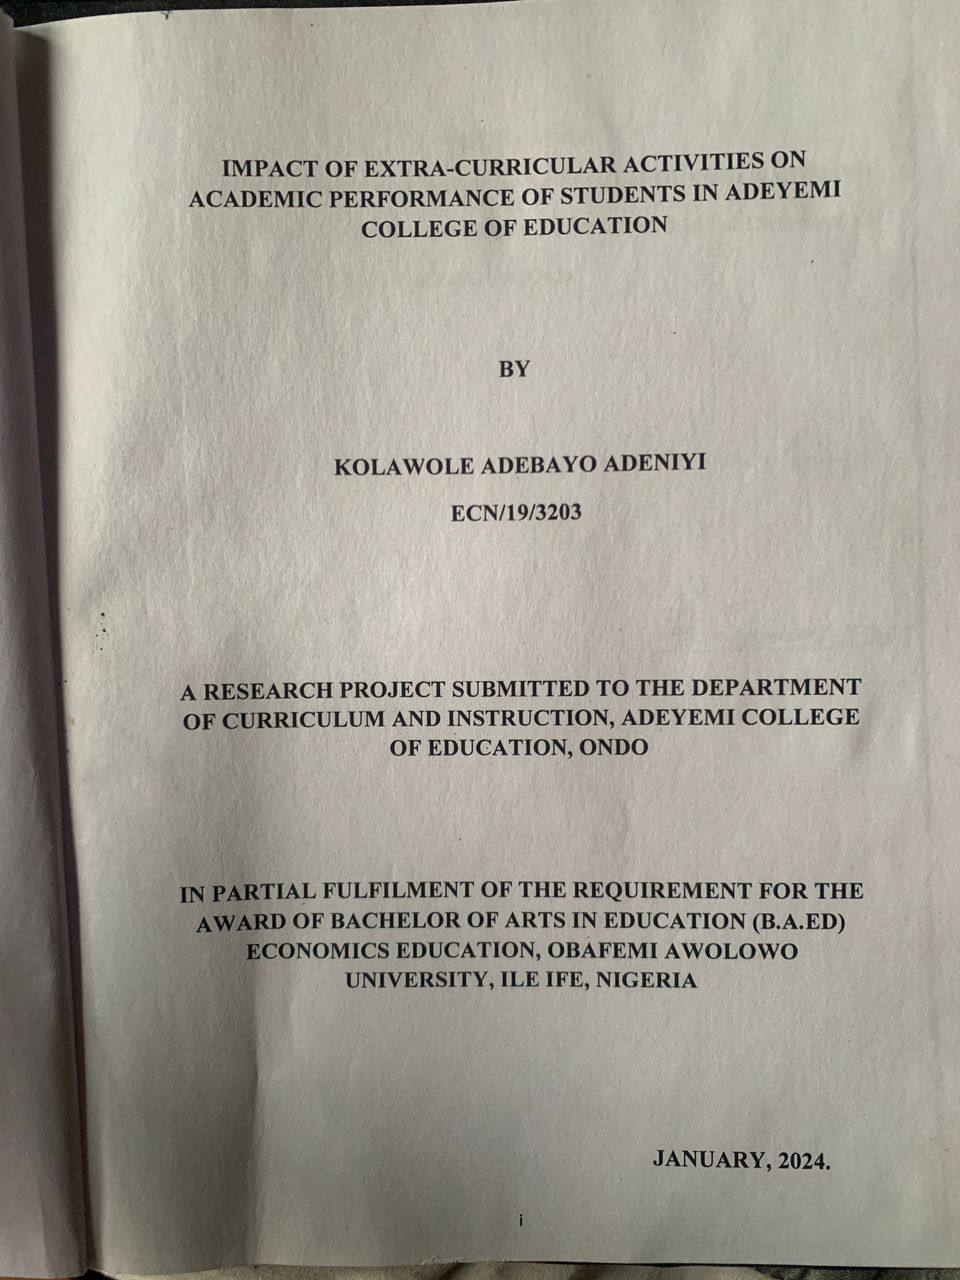 IMPACT OF EXTRA-CURRICULAR ACTIVITIES ON
ACADEMIC PERFORMANCE OF STUDENTS IN ADEYEMI
COLLEGE OF EDUCATION
BY
KOLAWOLE ADEBAYO ADENIYI
ECN/19/3203
A RESEARCH PROJECT SUBMITTED TO THE DEPARTMENT
OF CURRICULUM AND INSTRUCTION, ADEYEMI COLLEGE
OF EDUCATION, ONDO
IN PARTIAL FULFILMENT OF THE REQUIREMENT FOR THE
AWARD OF BACHELOR OF ARTS IN EDUCATION (B.A.ED)
ECONOMICS EDUCATION, OBAFEMI AWOLOWO
UNIVERSITY, ILE IFE, NIGERIA
JANUARY, 2024.
i